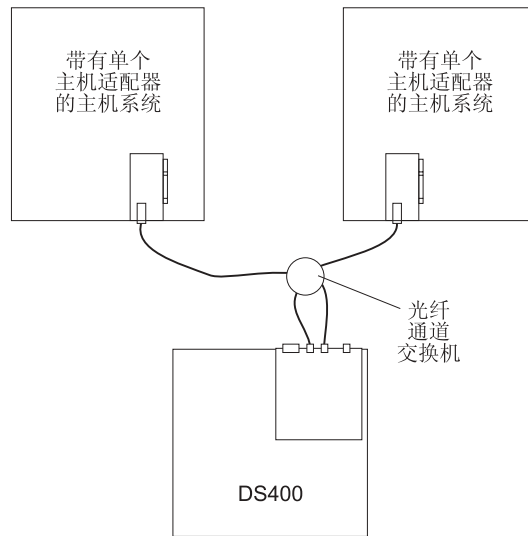 带有单个
主机适配器
的主机系统
带有单个
主机适配器
的主机系统
光纤
通道
交换机
DS400